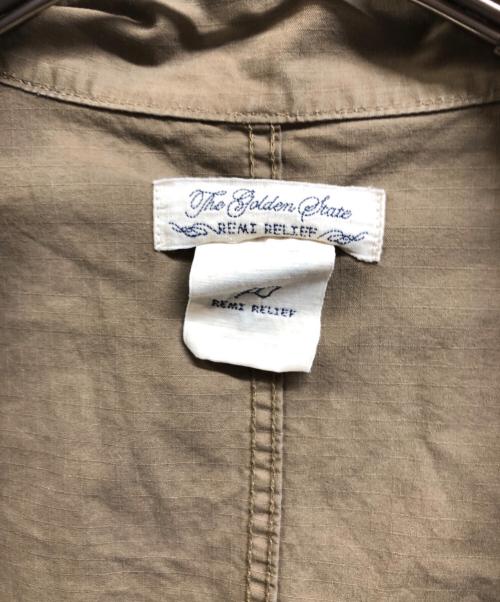 The Golden State
REMI RELIEF
REMI RELIEF